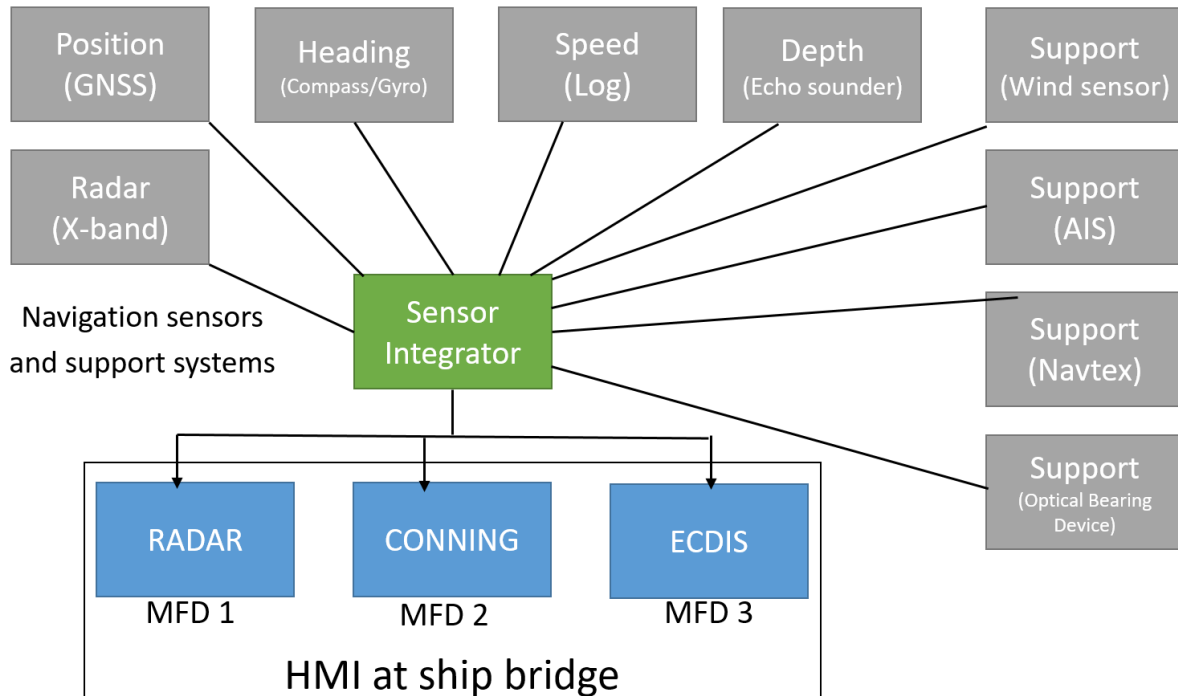 Position
(GNSS)
Heading
(Compass/Gyro)
Speed
(Log)
Depth
(Echo sounder)
Support
(Wind sensor)
Radar
(X-band)
Support
(AIS)
Sensor
Integrator
Navigation sensors
and support systems
Support
(Navtex)
Support
(Optical Bearing
Device)
RADAR
CONNING
ECDIS
MFD 1
MFD 2
MFD 3
HMI at ship bridge